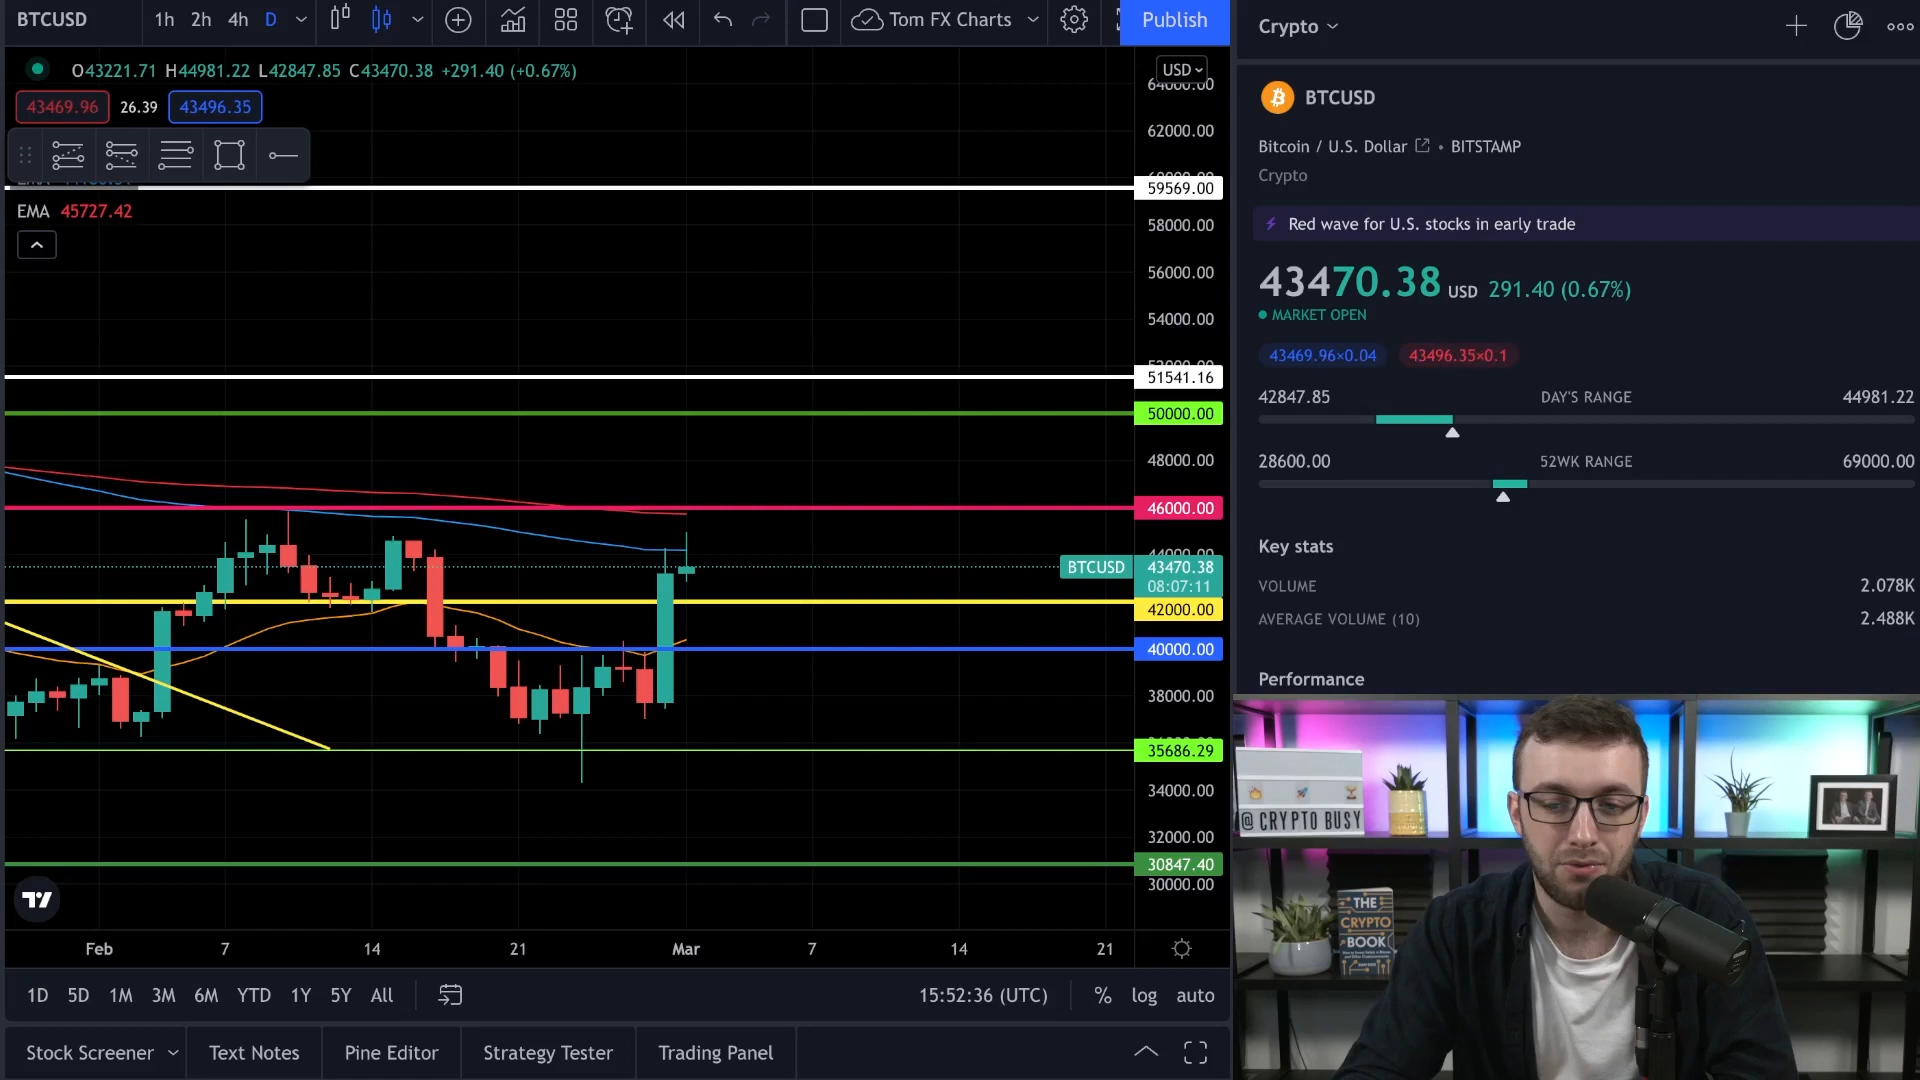 BTCUSD 1h 2h 4h D Tom FX Charts Publish
O43221.71 H44981.22 L42847.85 C43470.38 +291.40 (+0.67%)
43469.96 26.39 43496.35
EMA 45727.42
USD
62000.00
59569.00
58000.00
56000.00
54000.00
51541.16
50000.00
48000.00
46000.00
44000.00
BTCUSD 43470.38
08:07:11
42000.00
40000.00
38000.00
35686.29
34000.00
32000.00
30847.40
30000.00
Feb 7 14 21 Mar 7 14 21
1D 5D 1M 3M 6M YTD 1Y 5Y All 15:52:36 (UTC) % log auto
Stock Screener Text Notes Pine Editor Strategy Tester Trading Panel
Crypto
BTCUSD
Bitcoin / U.S. Dollar • BITSTAMP
Crypto
Red wave for U.S. stocks in early trade
43470.38 USD 291.40 (0.67%)
MARKET OPEN
43469.96×0.04 43496.35×0.1
42847.85 DAY'S RANGE 44981.22
28600.00 52WK RANGE 69000.00
Key stats
VOLUME 2.078K
AVERAGE VOLUME (10) 2.488K
Performance
@ CRYPTO BUSY
THE
CRYPTO
BOOK